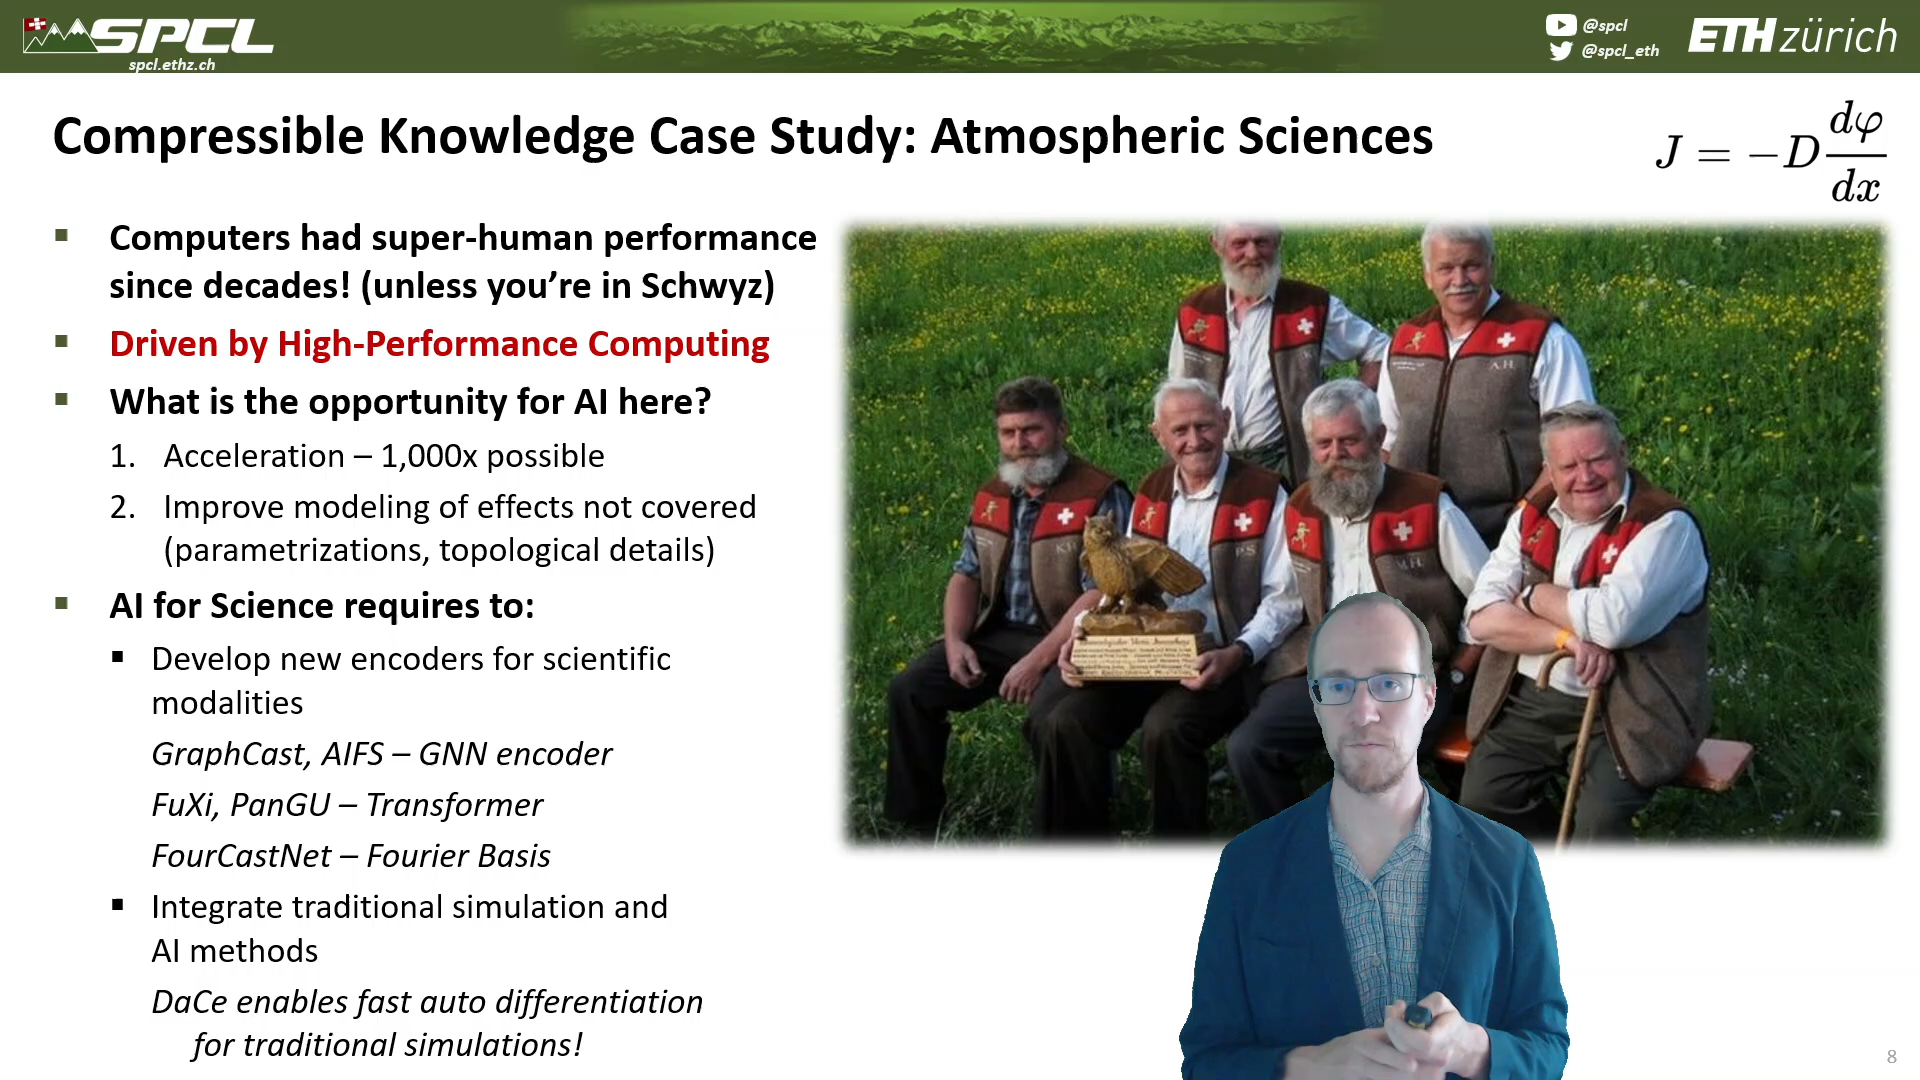 SPCL
spcl.ethz.ch
@spcl
@spcl_eth
ETH zürich
Compressible Knowledge Case Study: Atmospheric Sciences
J = −D dφ/dx
▪ Computers had super-human performance
since decades! (unless you’re in Schwyz)
▪ Driven by High-Performance Computing
▪ What is the opportunity for AI here?
1. Acceleration – 1,000x possible
2. Improve modeling of effects not covered
(parametrizations, topological details)
▪ AI for Science requires to:
▪ Develop new encoders for scientific
modalities
GraphCast, AIFS – GNN encoder
FuXi, PanGU – Transformer
FourCastNet – Fourier Basis
▪ Integrate traditional simulation and
AI methods
DaCe enables fast auto differentiation
for traditional simulations!
A.H.
P.S.
8